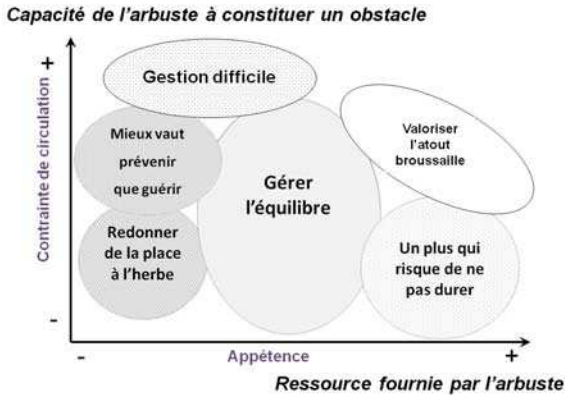 Capacité de l'arbuste à constituer un obstacle
+
Contrainte de circulation
-
Gestion difficile
Mieux vaut
prévenir
que guérir
Redonner
de la place
à l'herbe
Gérer
l'équilibre
Valoriser
l'atout
broussaille
Un plus qui
risque de ne
pas durer
-
Appétence
+
Ressource fournie par l'arbuste